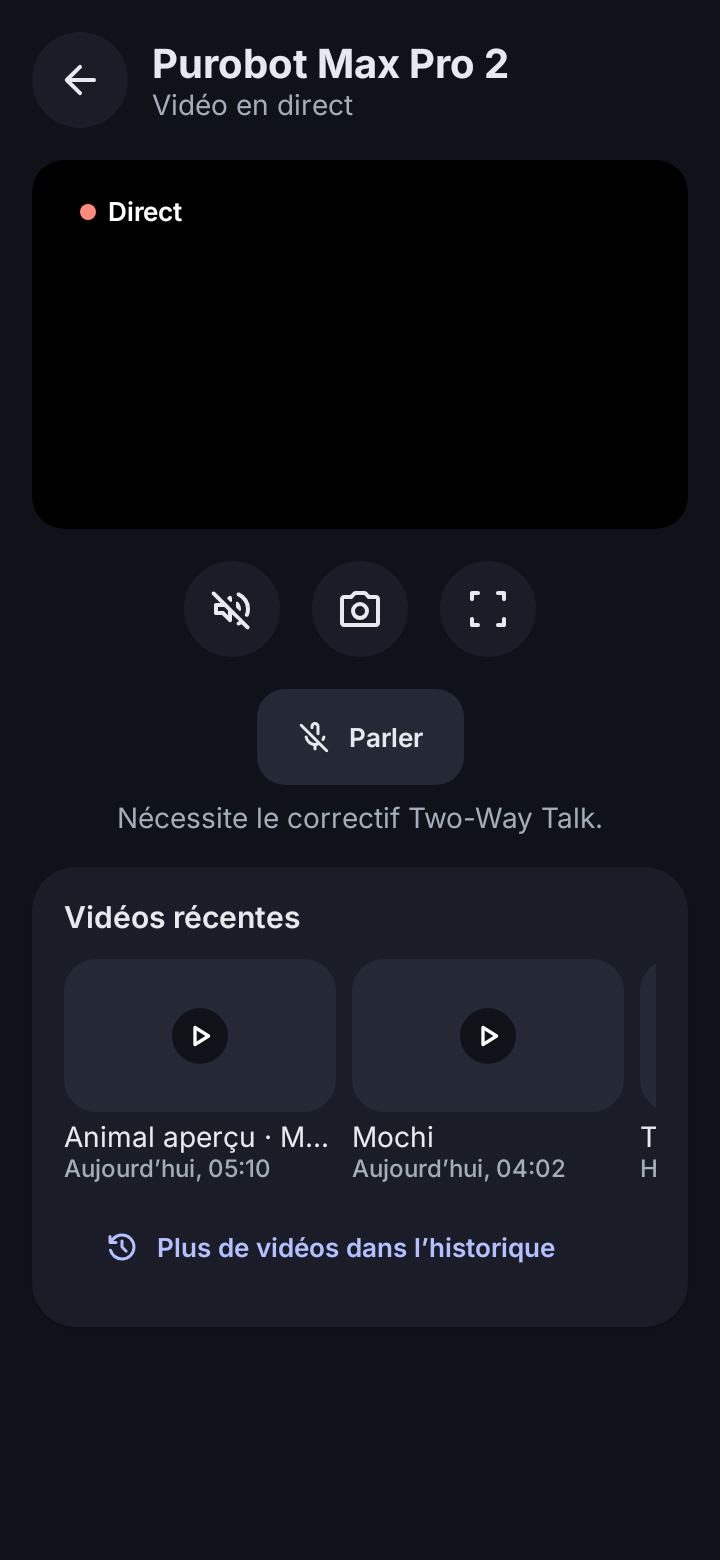 Purobot Max Pro 2
Vidéo en direct
Direct
Parler
Nécessite le correctif Two-Way Talk.
Vidéos récentes
Animal aperçu · M…
Mochi
T
Aujourd’hui, 05:10
Aujourd’hui, 04:02
H
Plus de vidéos dans l’historique